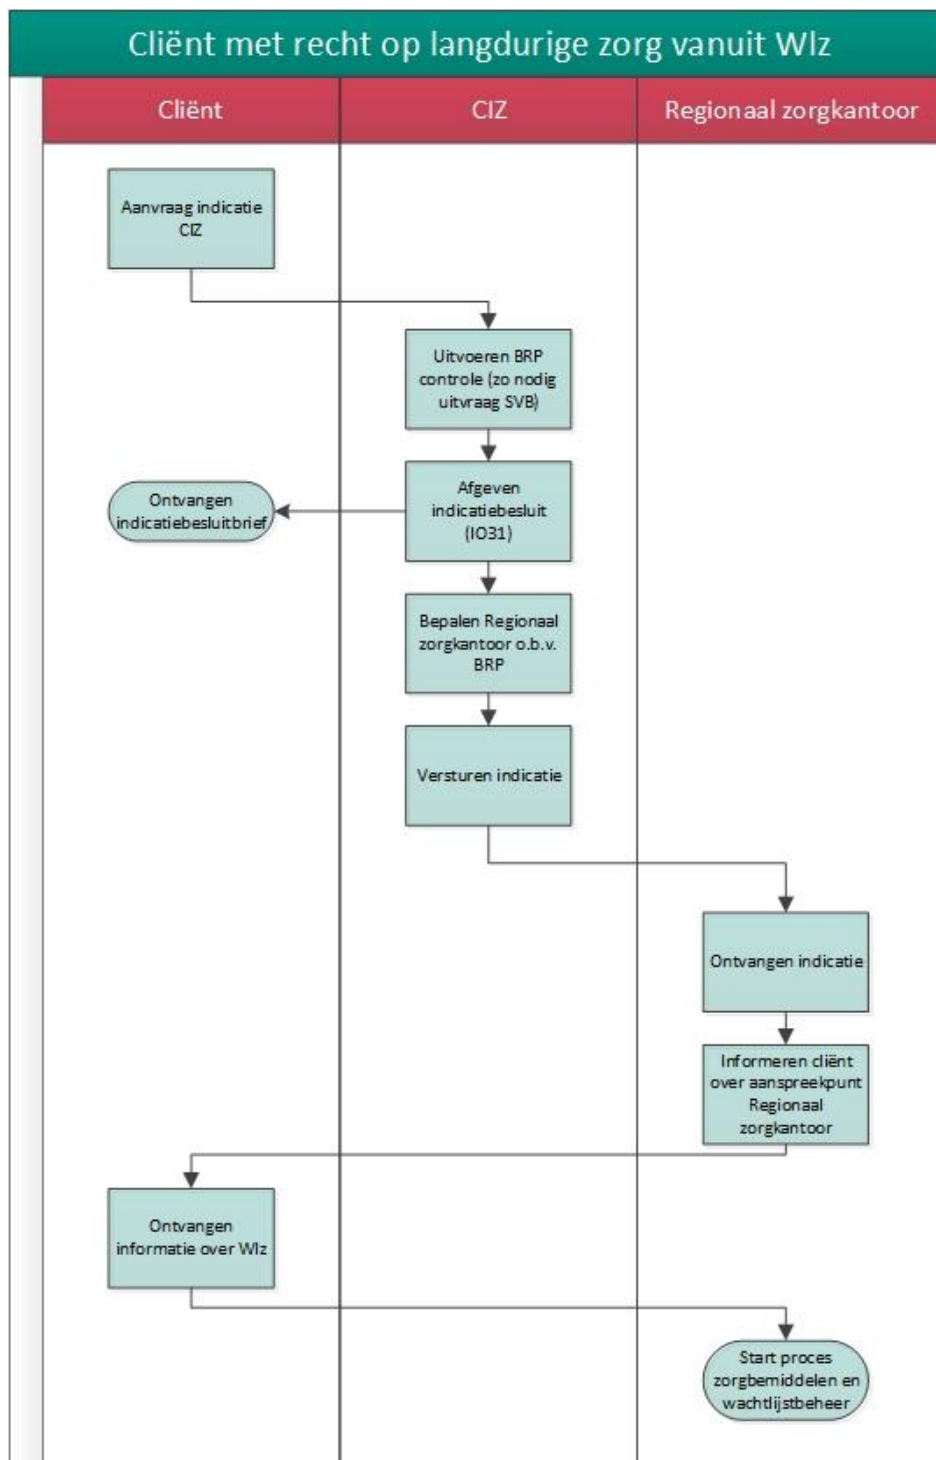 Cliënt met recht op langdurige zorg vanuit Wlz
Cliënt
CIZ
Regionaal zorgkantoor
Aanvraag indicatie
CIZ
Uitvoeren BRP
controle (zo nodig
uitvraag SVB)
Ontvangen
indicatiebesluitbrief
Afgeven
indicatiebesluit
(IO31)
Bepalen Regionaal
zorgkantoor o.b.v.
BRP
Versturen indicatie
Ontvangen indicatie
Informeren cliënt
over aanspreekpunt
Regionaal
zorgkantoor
Ontvangen
informatie over Wlz
Start proces
zorgbemiddelen en
wachtlijstbeheer